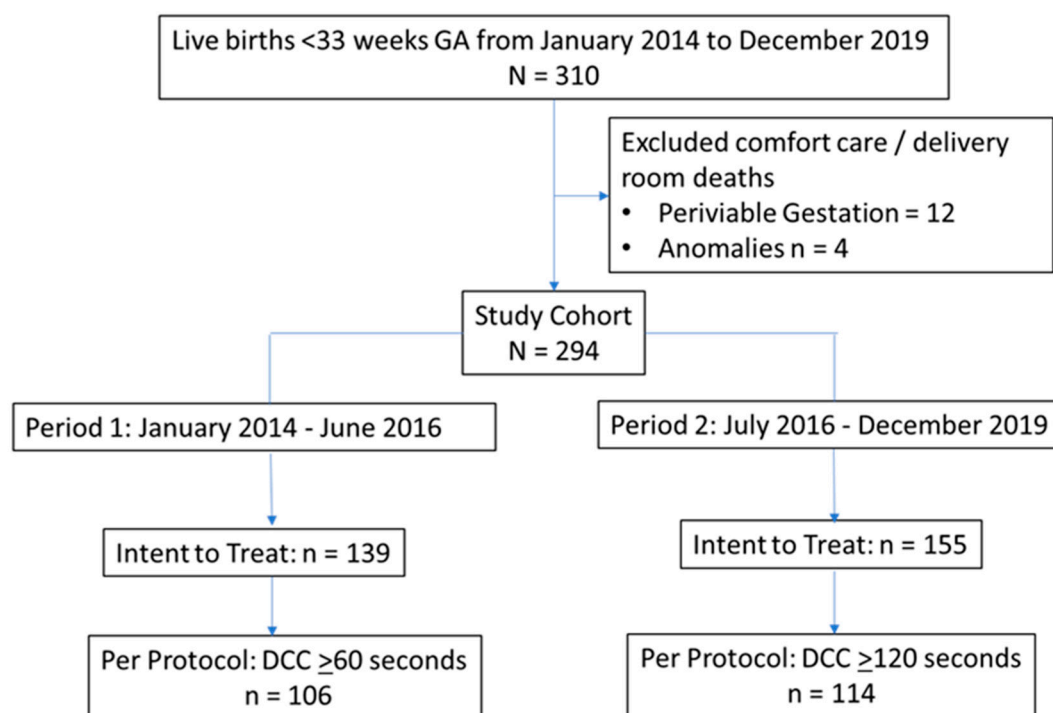 Live births <33 weeks GA from January 2014 to December 2019
N = 310
Excluded comfort care / delivery
room deaths
• Periviable Gestation = 12
• Anomalies n = 4
Study Cohort
N = 294
Period 1: January 2014 - June 2016
Period 2: July 2016 - December 2019
Intent to Treat: n = 139
Intent to Treat: n = 155
Per Protocol: DCC ≥60 seconds
n = 106
Per Protocol: DCC ≥120 seconds
n = 114